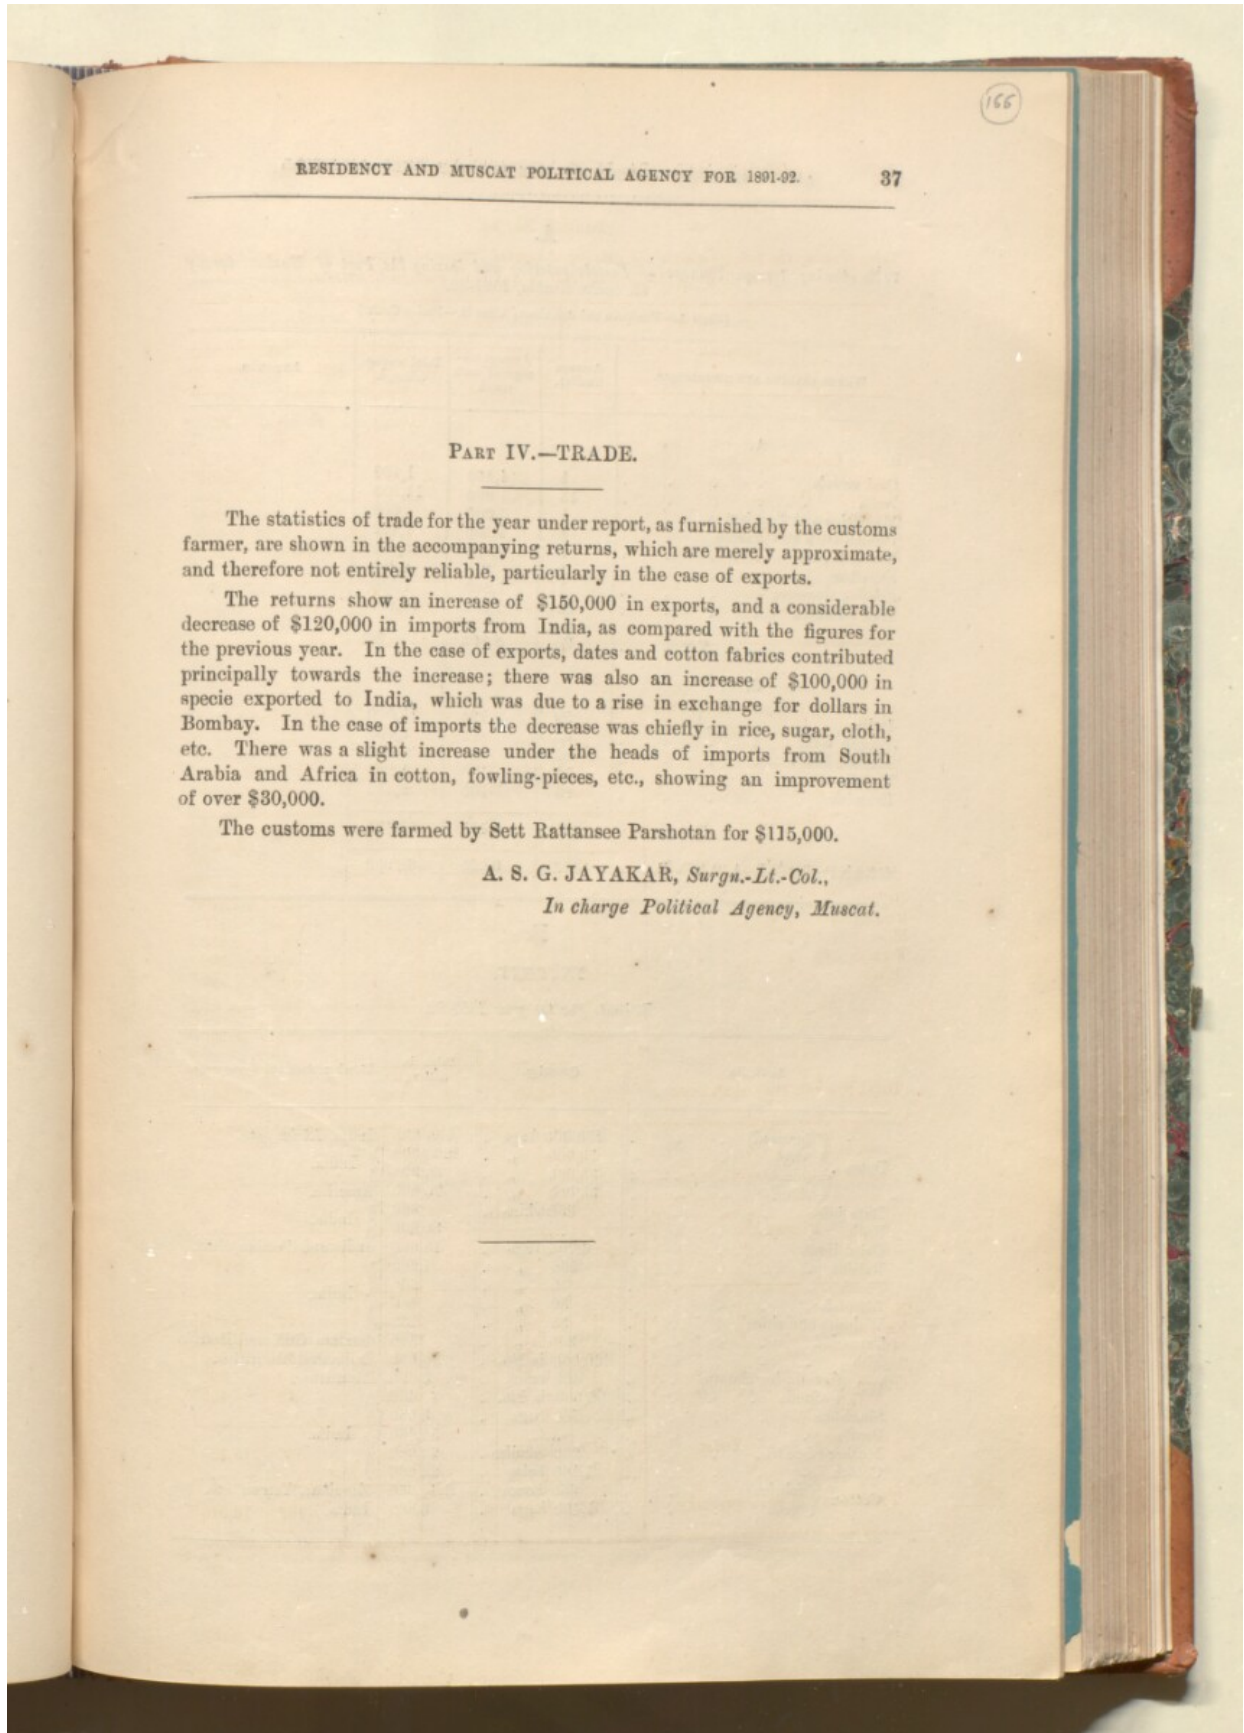 166
RESIDENCY AND MUSCAT POLITICAL AGENCY FOR 1891-92. 37
PART IV.—TRADE.
The statistics of trade for the year under report, as furnished by the customs
farmer, are shown in the accompanying returns, which are merely approximate,
and therefore not entirely reliable, particularly in the case of exports.
The returns show an increase of $150,000 in exports, and a considerable
decrease of $120,000 in imports from India, as compared with the figures for
the previous year. In the case of exports, dates and cotton fabrics contributed
principally towards the increase; there was also an increase of $100,000 in
specie exported to India, which was due to a rise in exchange for dollars in
Bombay. In the case of imports the decrease was chiefly in rice, sugar, cloth,
etc. There was a slight increase under the heads of imports from South
Arabia and Africa in cotton, fowling-pieces, etc., showing an improvement
of over $30,000.
The customs were farmed by Sett Rattansee Parshotan for $115,000.
A. S. G. JAYAKAR, Surgn.-Lt.-Col.,
In charge Political Agency, Muscat.